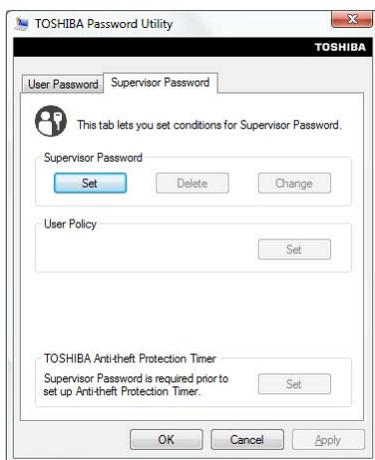 TOSHIBA Password Utility
TOSHIBA
User Password Supervisor Password
This tab lets you set conditions for Supervisor Password.
Supervisor Password
Set Delete Change
User Policy
Set
TOSHIBA Anti-theft Protection Timer
Supervisor Password is required prior to
set up Anti-theft Protection Timer.
Set
OK Cancel Apply